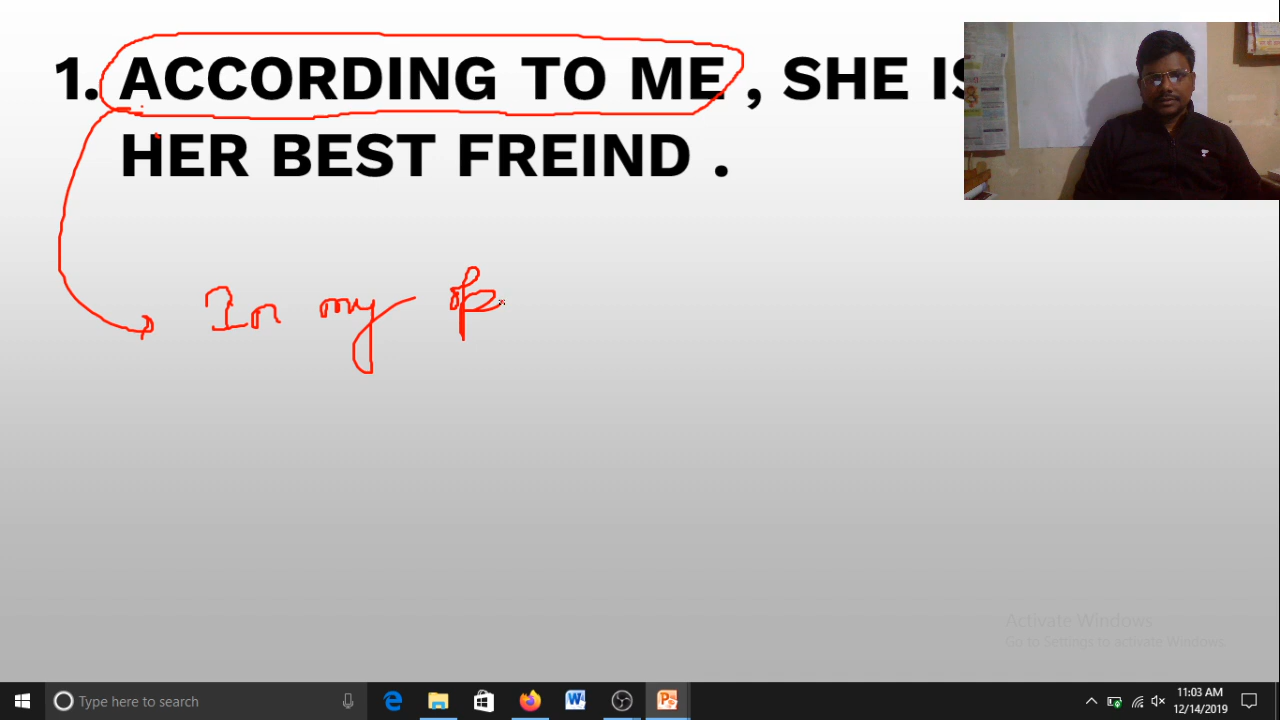 1. ACCORDING TO ME , SHE IS
HER BEST FREIND .
In my op
Activate Windows
Go to Settings to activate Windows
Type here to search
11:03 AM
12/14/2019